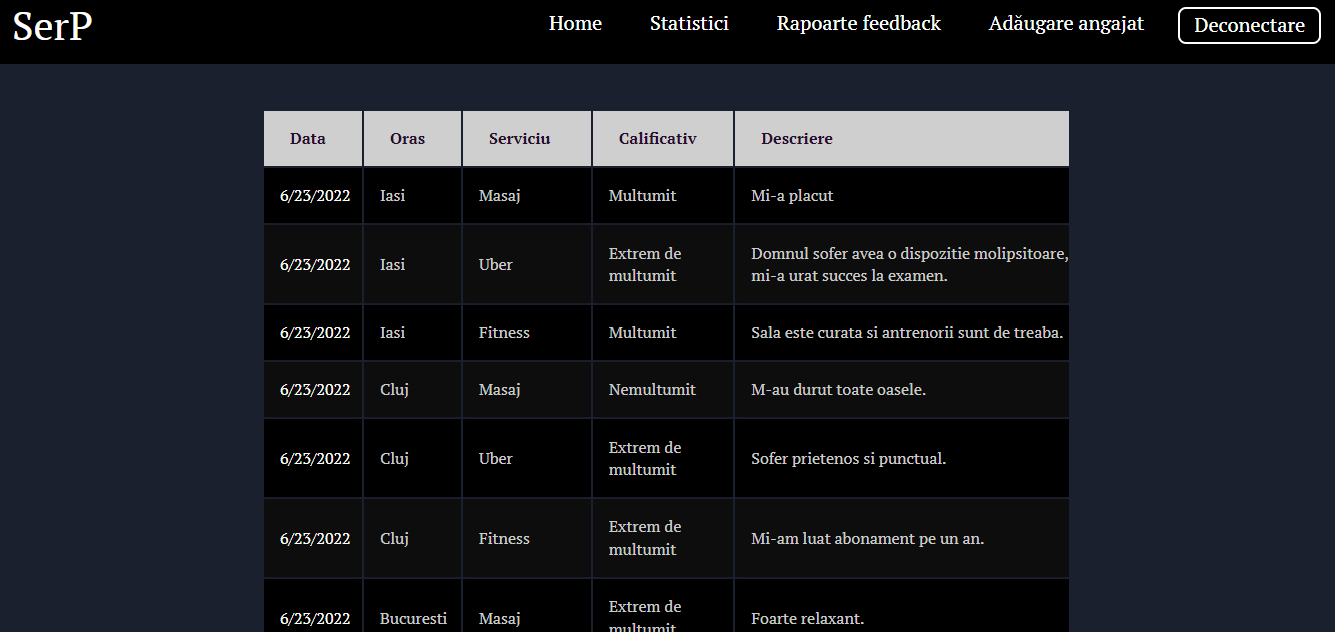 SerP Home Statistici Rapoarte feedback Adăugare angajat Deconectare
Data Oras Serviciu Calificativ Descriere
6/23/2022 Iasi Masaj Multumit Mi-a placut
6/23/2022 Iasi Uber Extrem de multumit Domnul sofer avea o dispozitie molipsitoare,
mi-a urat succes la examen.
6/23/2022 Iasi Fitness Multumit Sala este curata si antrenorii sunt de treaba.
6/23/2022 Cluj Masaj Nemultumit M-au durut toate oasele.
6/23/2022 Cluj Uber Extrem de multumit Sofer prietenos si punctual.
6/23/2022 Cluj Fitness Extrem de multumit Mi-am luat abonament pe un an.
6/23/2022 Bucuresti Masaj Extrem de multumit Foarte relaxant.